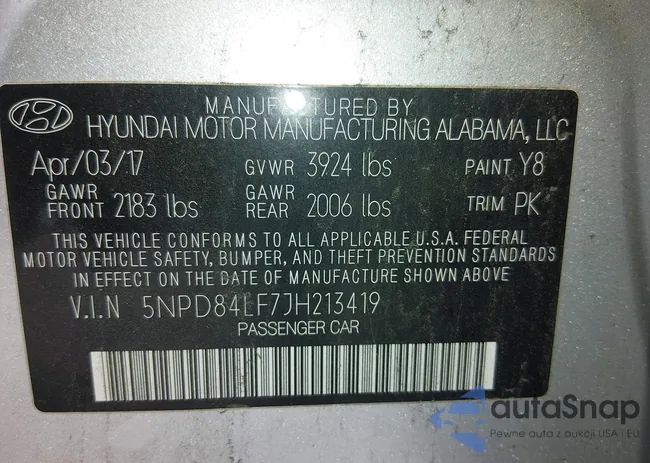 MANUFACTURED BY
HYUNDAI MOTOR MANUFACTURING ALABAMA, LLC
Apr/03/17 GVWR 3924 lbs PAINT Y8
GAWR FRONT 2183 lbs GAWR REAR 2006 lbs TRIM PK
THIS VEHICLE CONFORMS TO ALL APPLICABLE U.S.A. FEDERAL
MOTOR VEHICLE SAFETY, BUMPER, AND THEFT PREVENTION STANDARDS
IN EFFECT ON THE DATE OF MANUFACTURE SHOWN ABOVE
V.I.N 5NPD84LF7JH213419
PASSENGER CAR
autaSnap
Pewne auta z aukcji USA i EU